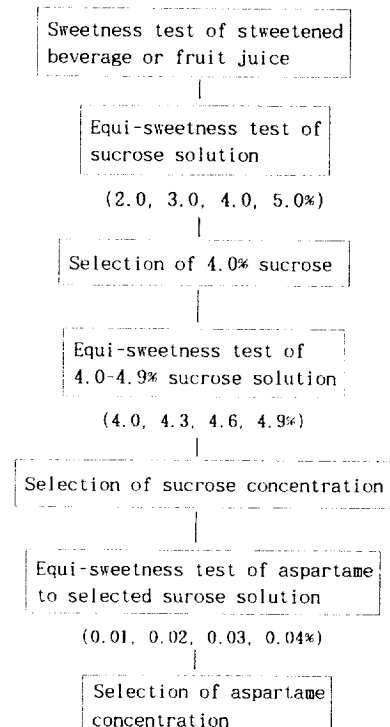 Sweetness test of stweetened
beverage or fruit juice
Equi-sweetness test of
sucrose solution
(2.0, 3.0, 4.0, 5.0%)
Selection of 4.0% sucrose
Equi-sweetness test of
4.0-4.9% sucrose solution
(4.0, 4.3, 4.6, 4.9%)
Selection of sucrose concentration
Equi-sweetness test of aspartame
to selected surose solution
(0.01, 0.02, 0.03, 0.04%)
Selection of aspartame
concentration